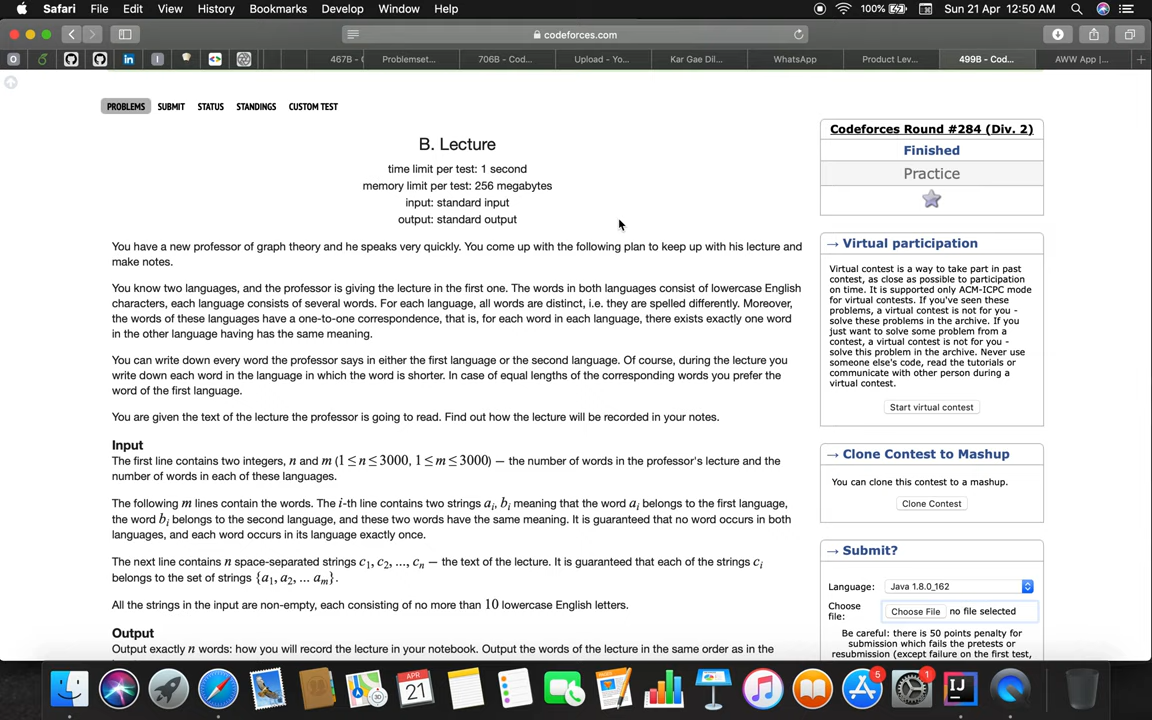 Safari File Edit View History Bookmarks Develop Window Help 100% Sun 21 Apr 12:50 AM
codeforces.com
467B - ( Problemset... 706B - Cod... Upload - Yo... Kar Gae Dil... WhatsApp Product Lev... 499B - Cod... AWW App |...
PROBLEMS SUBMIT STATUS STANDINGS CUSTOM TEST
B. Lecture
time limit per test: 1 second
memory limit per test: 256 megabytes
input: standard input
output: standard output
You have a new professor of graph theory and he speaks very quickly. You come up with the following plan to keep up with his lecture and
make notes.
You know two languages, and the professor is giving the lecture in the first one. The words in both languages consist of lowercase English
characters, each language consists of several words. For each language, all words are distinct, i.e. they are spelled differently. Moreover,
the words of these languages have a one-to-one correspondence, that is, for each word in each language, there exists exactly one word
in the other language having has the same meaning.
You can write down every word the professor says in either the first language or the second language. Of course, during the lecture you
write down each word in the language in which the word is shorter. In case of equal lengths of the corresponding words you prefer the
word of the first language.
You are given the text of the lecture the professor is going to read. Find out how the lecture will be recorded in your notes.
Input
The first line contains two integers, n and m (1 ≤ n ≤ 3000, 1 ≤ m ≤ 3000) — the number of words in the professor's lecture and the
number of words in each of these languages.
The following m lines contain the words. The i-th line contains two strings aᵢ, bᵢ meaning that the word aᵢ belongs to the first language,
the word bᵢ belongs to the second language, and these two words have the same meaning. It is guaranteed that no word occurs in both
languages, and each word occurs in its language exactly once.
The next line contains n space-separated strings c₁, c₂, ..., cₙ — the text of the lecture. It is guaranteed that each of the strings cᵢ
belongs to the set of strings {a₁, a₂, ... aₘ}.
All the strings in the input are non-empty, each consisting of no more than 10 lowercase English letters.
Output
Output exactly n words: how you will record the lecture in your notebook. Output the words of the lecture in the same order as in the
Codeforces Round #284 (Div. 2)
Finished
Practice
→ Virtual participation
Virtual contest is a way to take part in past
contest, as close as possible to participation
on time. It is supported only ACM-ICPC mode
for virtual contests. If you've seen these
problems, a virtual contest is not for you -
solve these problems in the archive. If you
just want to solve some problem from a
contest, a virtual contest is not for you -
solve this problem in the archive. Never use
someone else's code, read the tutorials or
communicate with other person during a
virtual contest.
Start virtual contest
→ Clone Contest to Mashup
You can clone this contest to a mashup.
Clone Contest
→ Submit?
Language: Java 1.8.0_162
Choose
file: Choose File no file selected
Be careful: there is 50 points penalty for
submission which fails the pretests or
resubmission (except failure on the first test,
APR
21
5
1